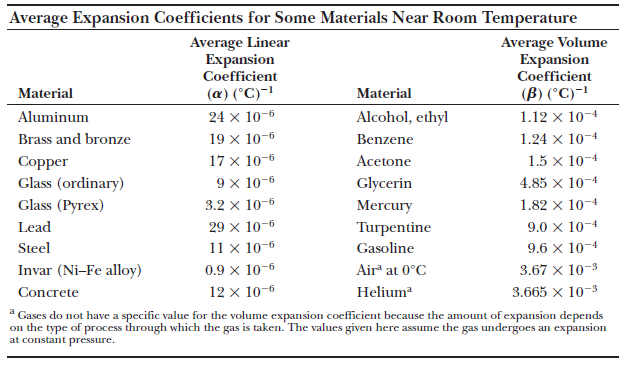 Average Expansion Coefficients for Some Materials Near Room Temperature
Average Linear Average Volume
Expansion Expansion
Coefficient Coefficient
Material (α) (°C)⁻¹ Material (β) (°C)⁻¹
Aluminum 24 × 10⁻⁶ Alcohol, ethyl 1.12 × 10⁻⁴
Brass and bronze 19 × 10⁻⁶ Benzene 1.24 × 10⁻⁴
Copper 17 × 10⁻⁶ Acetone 1.5 × 10⁻⁴
Glass (ordinary) 9 × 10⁻⁶ Glycerin 4.85 × 10⁻⁴
Glass (Pyrex) 3.2 × 10⁻⁶ Mercury 1.82 × 10⁻⁴
Lead 29 × 10⁻⁶ Turpentine 9.0 × 10⁻⁴
Steel 11 × 10⁻⁶ Gasoline 9.6 × 10⁻⁴
Invar (Ni–Fe alloy) 0.9 × 10⁻⁶ Airᵃ at 0°C 3.67 × 10⁻³
Concrete 12 × 10⁻⁶ Heliumᵃ 3.665 × 10⁻³
ᵃ Gases do not have a specific value for the volume expansion coefficient because the amount of expansion depends
on the type of process through which the gas is taken. The values given here assume the gas undergoes an expansion
at constant pressure.